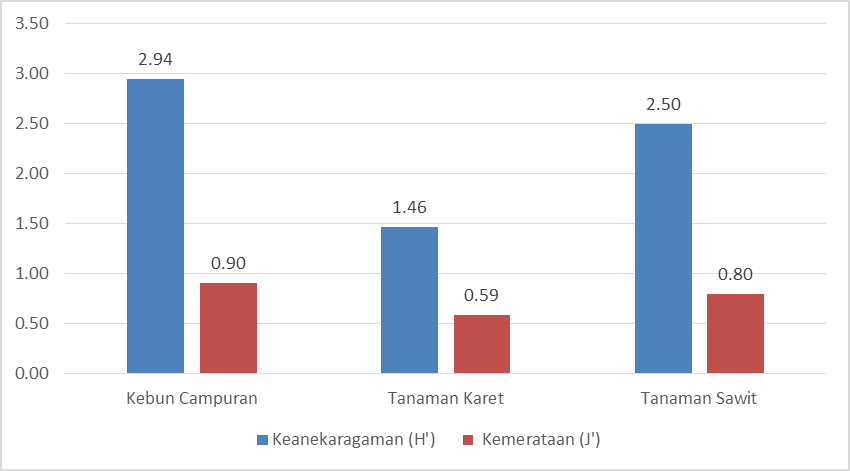 3.50
3.00
2.50
2.00
1.50
1.00
0.50
0.00
2.94
0.90
1.46
0.59
2.50
0.80
Kebun Campuran
Tanaman Karet
Tanaman Sawit
Keanekaragaman (H')
Kemerataan (J')